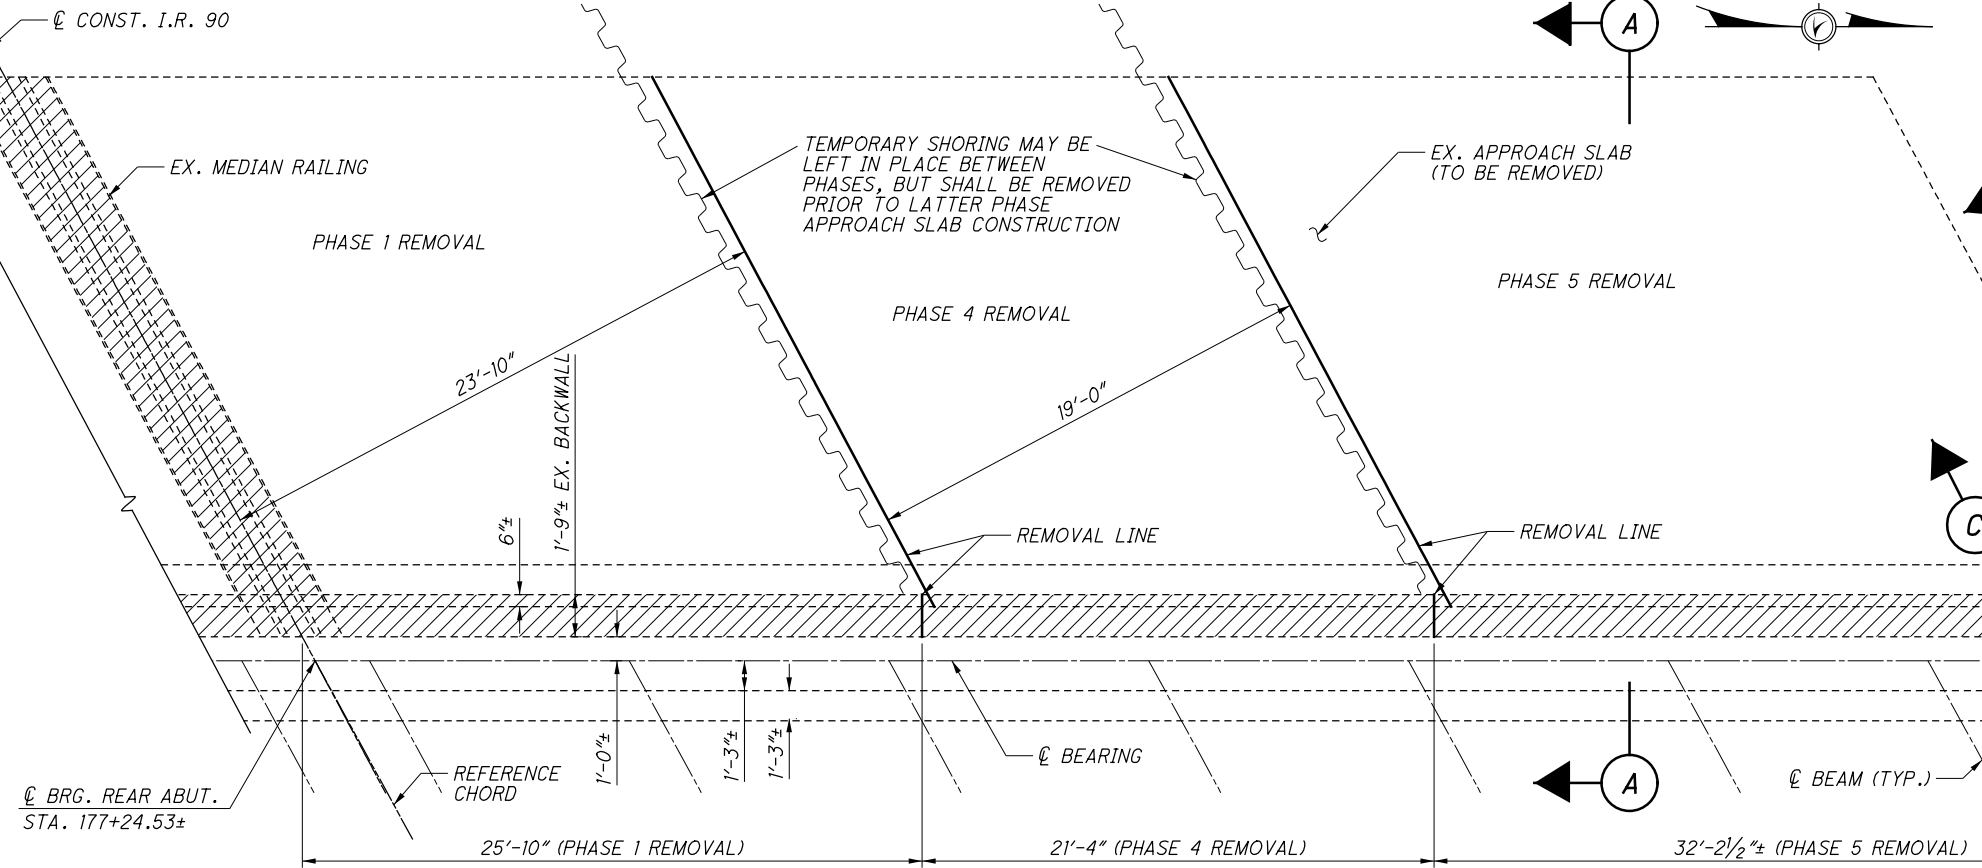 ℄ CONST. I.R. 90
A
EX. MEDIAN RAILING
TEMPORARY SHORING MAY BE
LEFT IN PLACE BETWEEN
PHASES, BUT SHALL BE REMOVED
PRIOR TO LATTER PHASE
APPROACH SLAB CONSTRUCTION
EX. APPROACH SLAB
(TO BE REMOVED)
PHASE 1 REMOVAL
PHASE 4 REMOVAL
PHASE 5 REMOVAL
23'-10"
19'-0"
6"±
1'-9"± EX. BACKWALL
REMOVAL LINE
REMOVAL LINE
C
1'-0"±
1'-3"±
1'-3"±
℄ BEARING
REFERENCE
CHORD
℄ BRG. REAR ABUT.
STA. 177+24.53±
A
℄ BEAM (TYP.)
25'-10" (PHASE 1 REMOVAL)
21'-4" (PHASE 4 REMOVAL)
32'-2½"± (PHASE 5 REMOVAL)